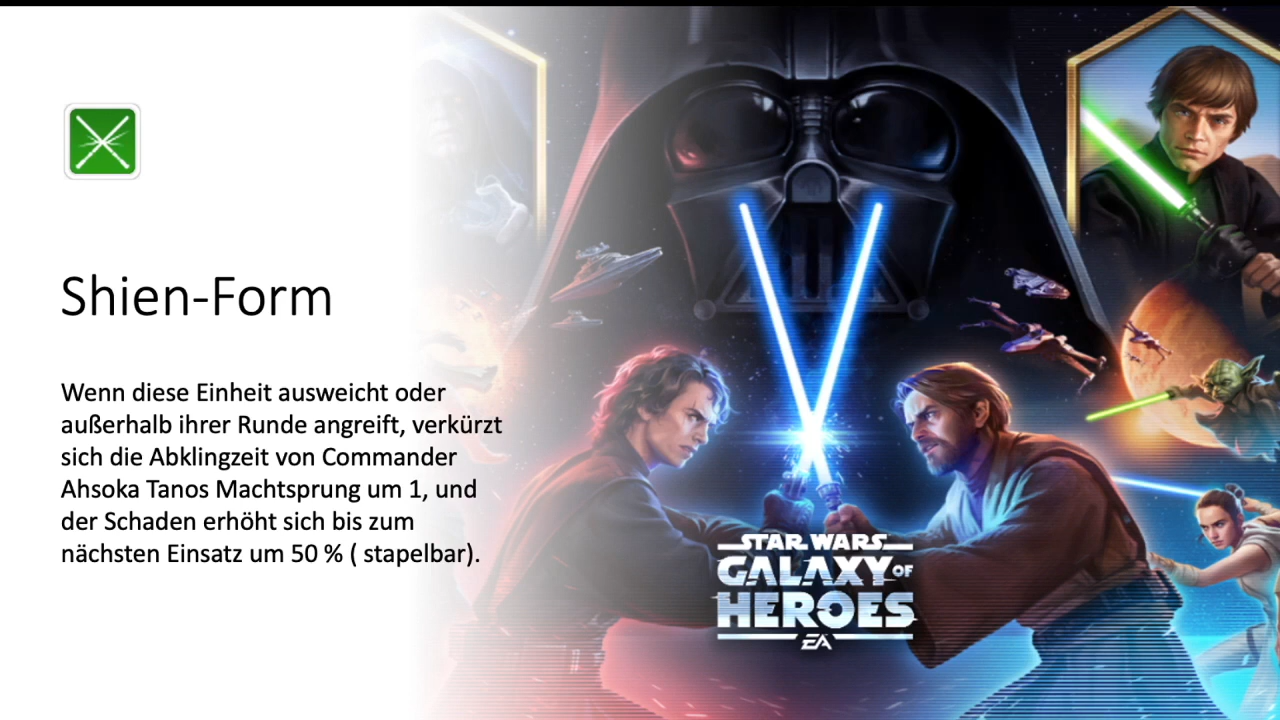 Shien-Form
Wenn diese Einheit ausweicht oder
außerhalb ihrer Runde angreift, verkürzt
sich die Abklingzeit von Commander
Ahsoka Tanos Machtsprung um 1, und
der Schaden erhöht sich bis zum
nächsten Einsatz um 50 % ( stapelbar).
STAR WARS
GALAXY OF
HEROES
EA